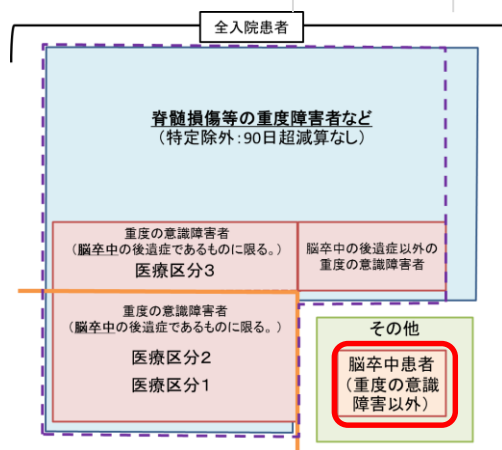 全入院患者
脊髄損傷等の重度障害者など
（特定除外：90日超減算なし）
重度の意識障害者
（脳卒中の後遺症であるものに限る。）
医療区分3
脳卒中の後遺症以外の
重度の意識障害者
重度の意識障害者
（脳卒中の後遺症であるものに限る。）
医療区分2
医療区分1
その他
脳卒中患者
（重度の意識
障害以外）